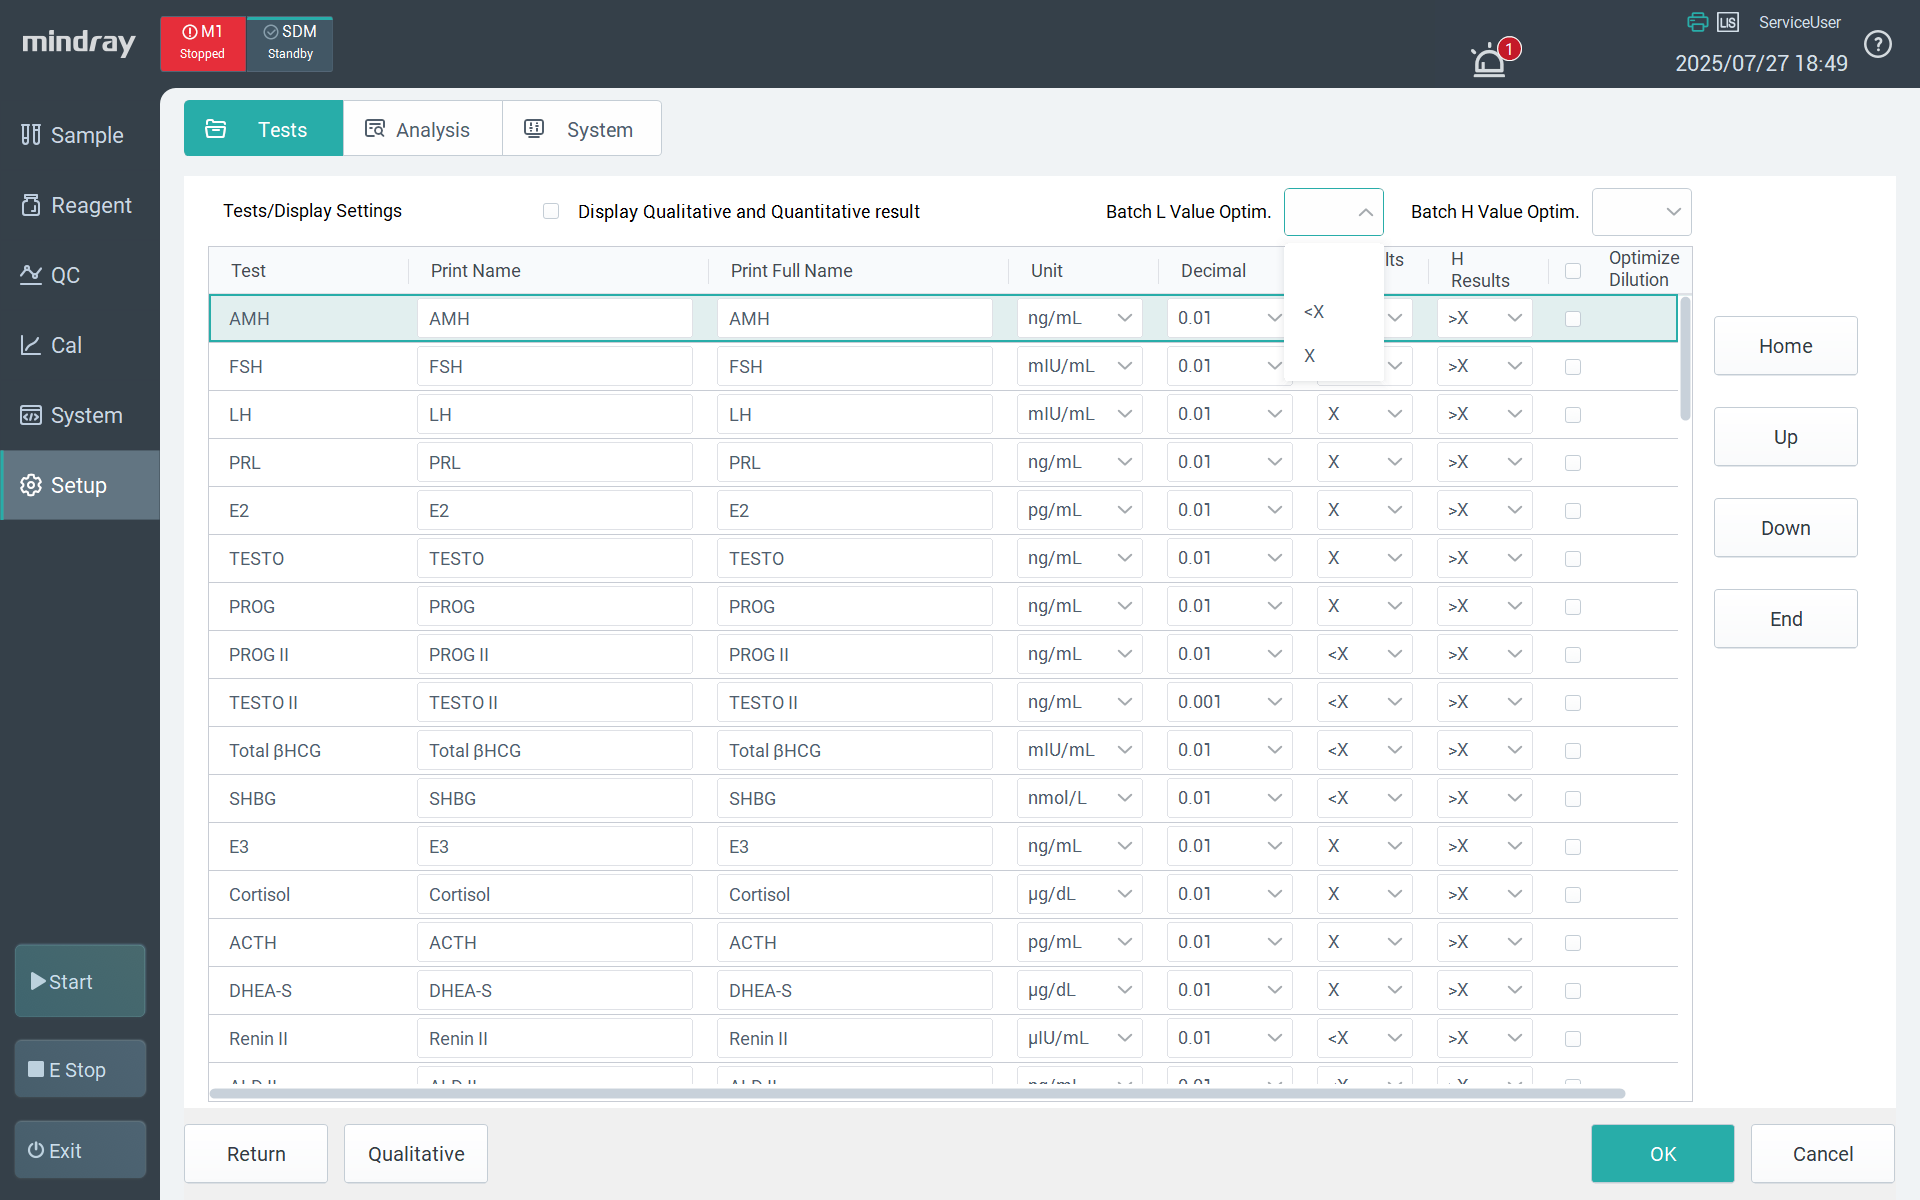 mindray
M1
Stopped
SDM
Standby
1
LIS
ServiceUser
2025/07/27 18:49
?
Sample
Reagent
QC
Cal
System
Setup
Start
E Stop
Exit
Tests
Analysis
System
Tests/Display Settings
Display Qualitative and Quantitative result
Batch L Value Optim.
Batch H Value Optim.
<X
X
Test Print Name Print Full Name Unit Decimal lts H Results Optimize Dilution
AMH AMH AMH ng/mL 0.01 >X
FSH FSH FSH mIU/mL 0.01 >X
LH LH LH mIU/mL 0.01 X >X
PRL PRL PRL ng/mL 0.01 X >X
E2 E2 E2 pg/mL 0.01 X >X
TESTO TESTO TESTO ng/mL 0.01 X >X
PROG PROG PROG ng/mL 0.01 X >X
PROG II PROG II PROG II ng/mL 0.01 <X >X
TESTO II TESTO II TESTO II ng/mL 0.001 <X >X
Total βHCG Total βHCG Total βHCG mIU/mL 0.01 <X >X
SHBG SHBG SHBG nmol/L 0.01 <X >X
E3 E3 E3 ng/mL 0.01 X >X
Cortisol Cortisol Cortisol µg/dL 0.01 X >X
ACTH ACTH ACTH pg/mL 0.01 X >X
DHEA-S DHEA-S DHEA-S µg/dL 0.01 X >X
Renin II Renin II Renin II µIU/mL 0.01 <X >X
Home
Up
Down
End
Return
Qualitative
OK
Cancel